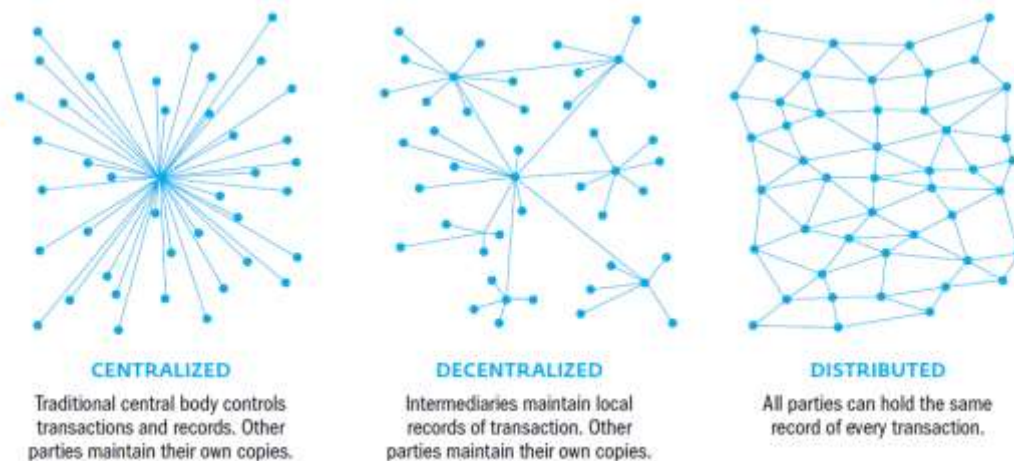 CENTRALIZED
Traditional central body controls
transactions and records. Other
parties maintain their own copies.
DECENTRALIZED
Intermediaries maintain local
records of transaction. Other
parties maintain their own copies.
DISTRIBUTED
All parties can hold the same
record of every transaction.